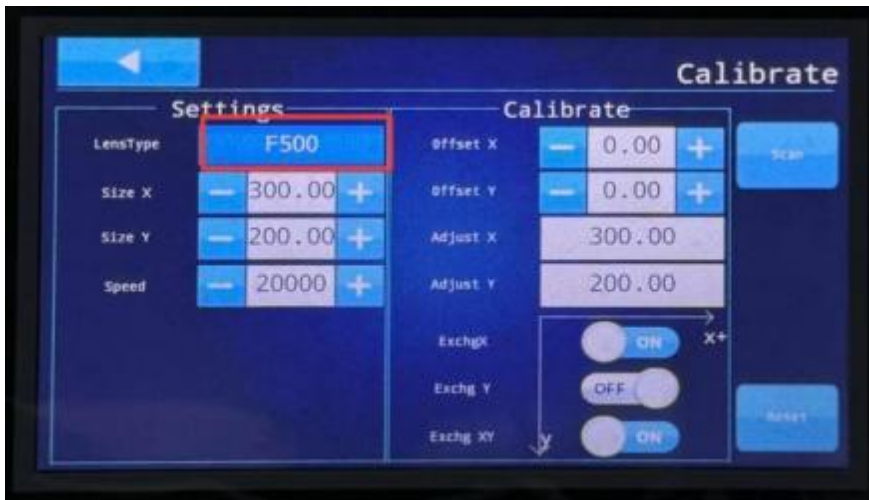 Calibrate
Settings
LensType F500
Size X − 300.00 +
Size Y − 200.00 +
Speed − 20000 +
Calibrate
Offset X − 0.00 +
Offset Y − 0.00 +
Adjust X 300.00
Adjust Y 200.00
ExchgX ON
Exchg Y OFF
Exchg XY ON
X+
y
Scan
Reset